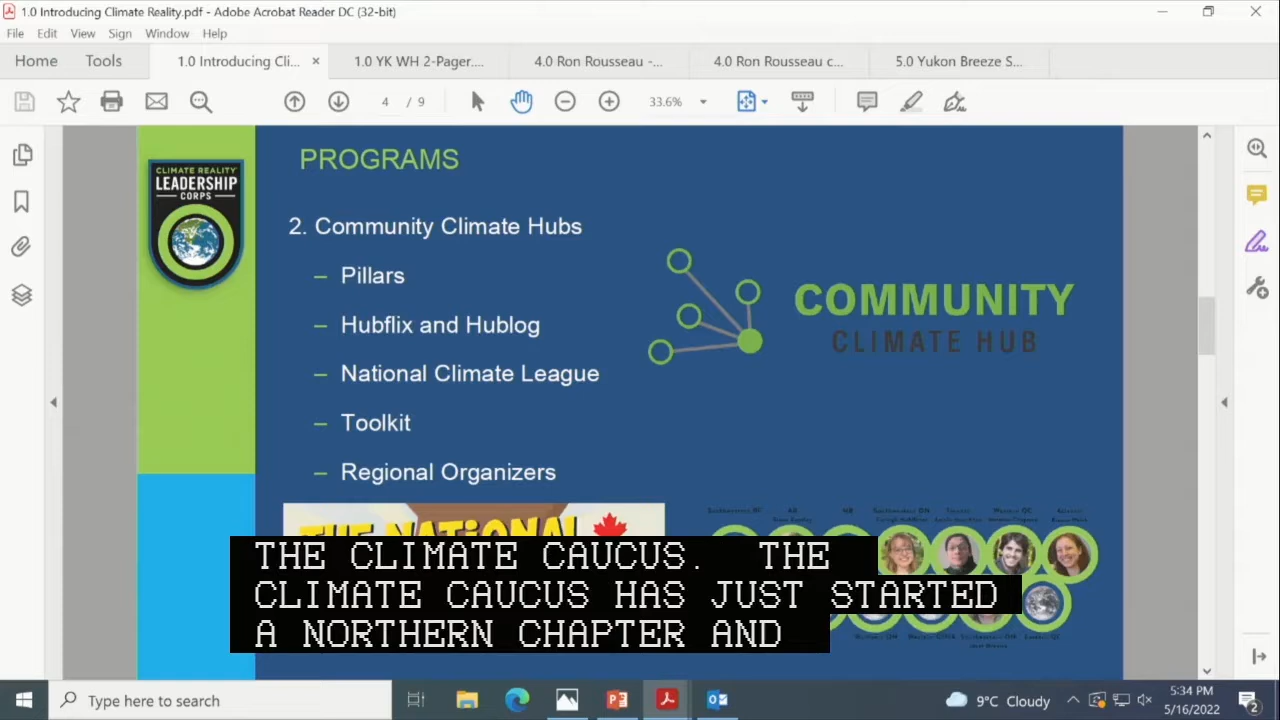 1.0 Introducing Climate Reality.pdf - Adobe Acrobat Reader DC (32-bit)
File Edit View Sign Window Help
Home Tools 1.0 Introducing Cli... × 1.0 YK WH 2-Pager.... 4.0 Ron Rousseau -... 4.0 Ron Rousseau c... 5.0 Yukon Breeze S...
4 / 9 33.6%
CLIMATE REALITY
LEADERSHIP
CORPS
PROGRAMS
2. Community Climate Hubs
– Pillars
– Hubflix and Hublog
– National Climate League
– Toolkit
– Regional Organizers
COMMUNITY
CLIMATE HUB
THE NATIONAL
THE CLIMATE CAUCUS. THE
CLIMATE CAUCUS HAS JUST STARTED
A NORTHERN CHAPTER AND
Type here to search
9°C Cloudy
5:34 PM
5/16/2022
2